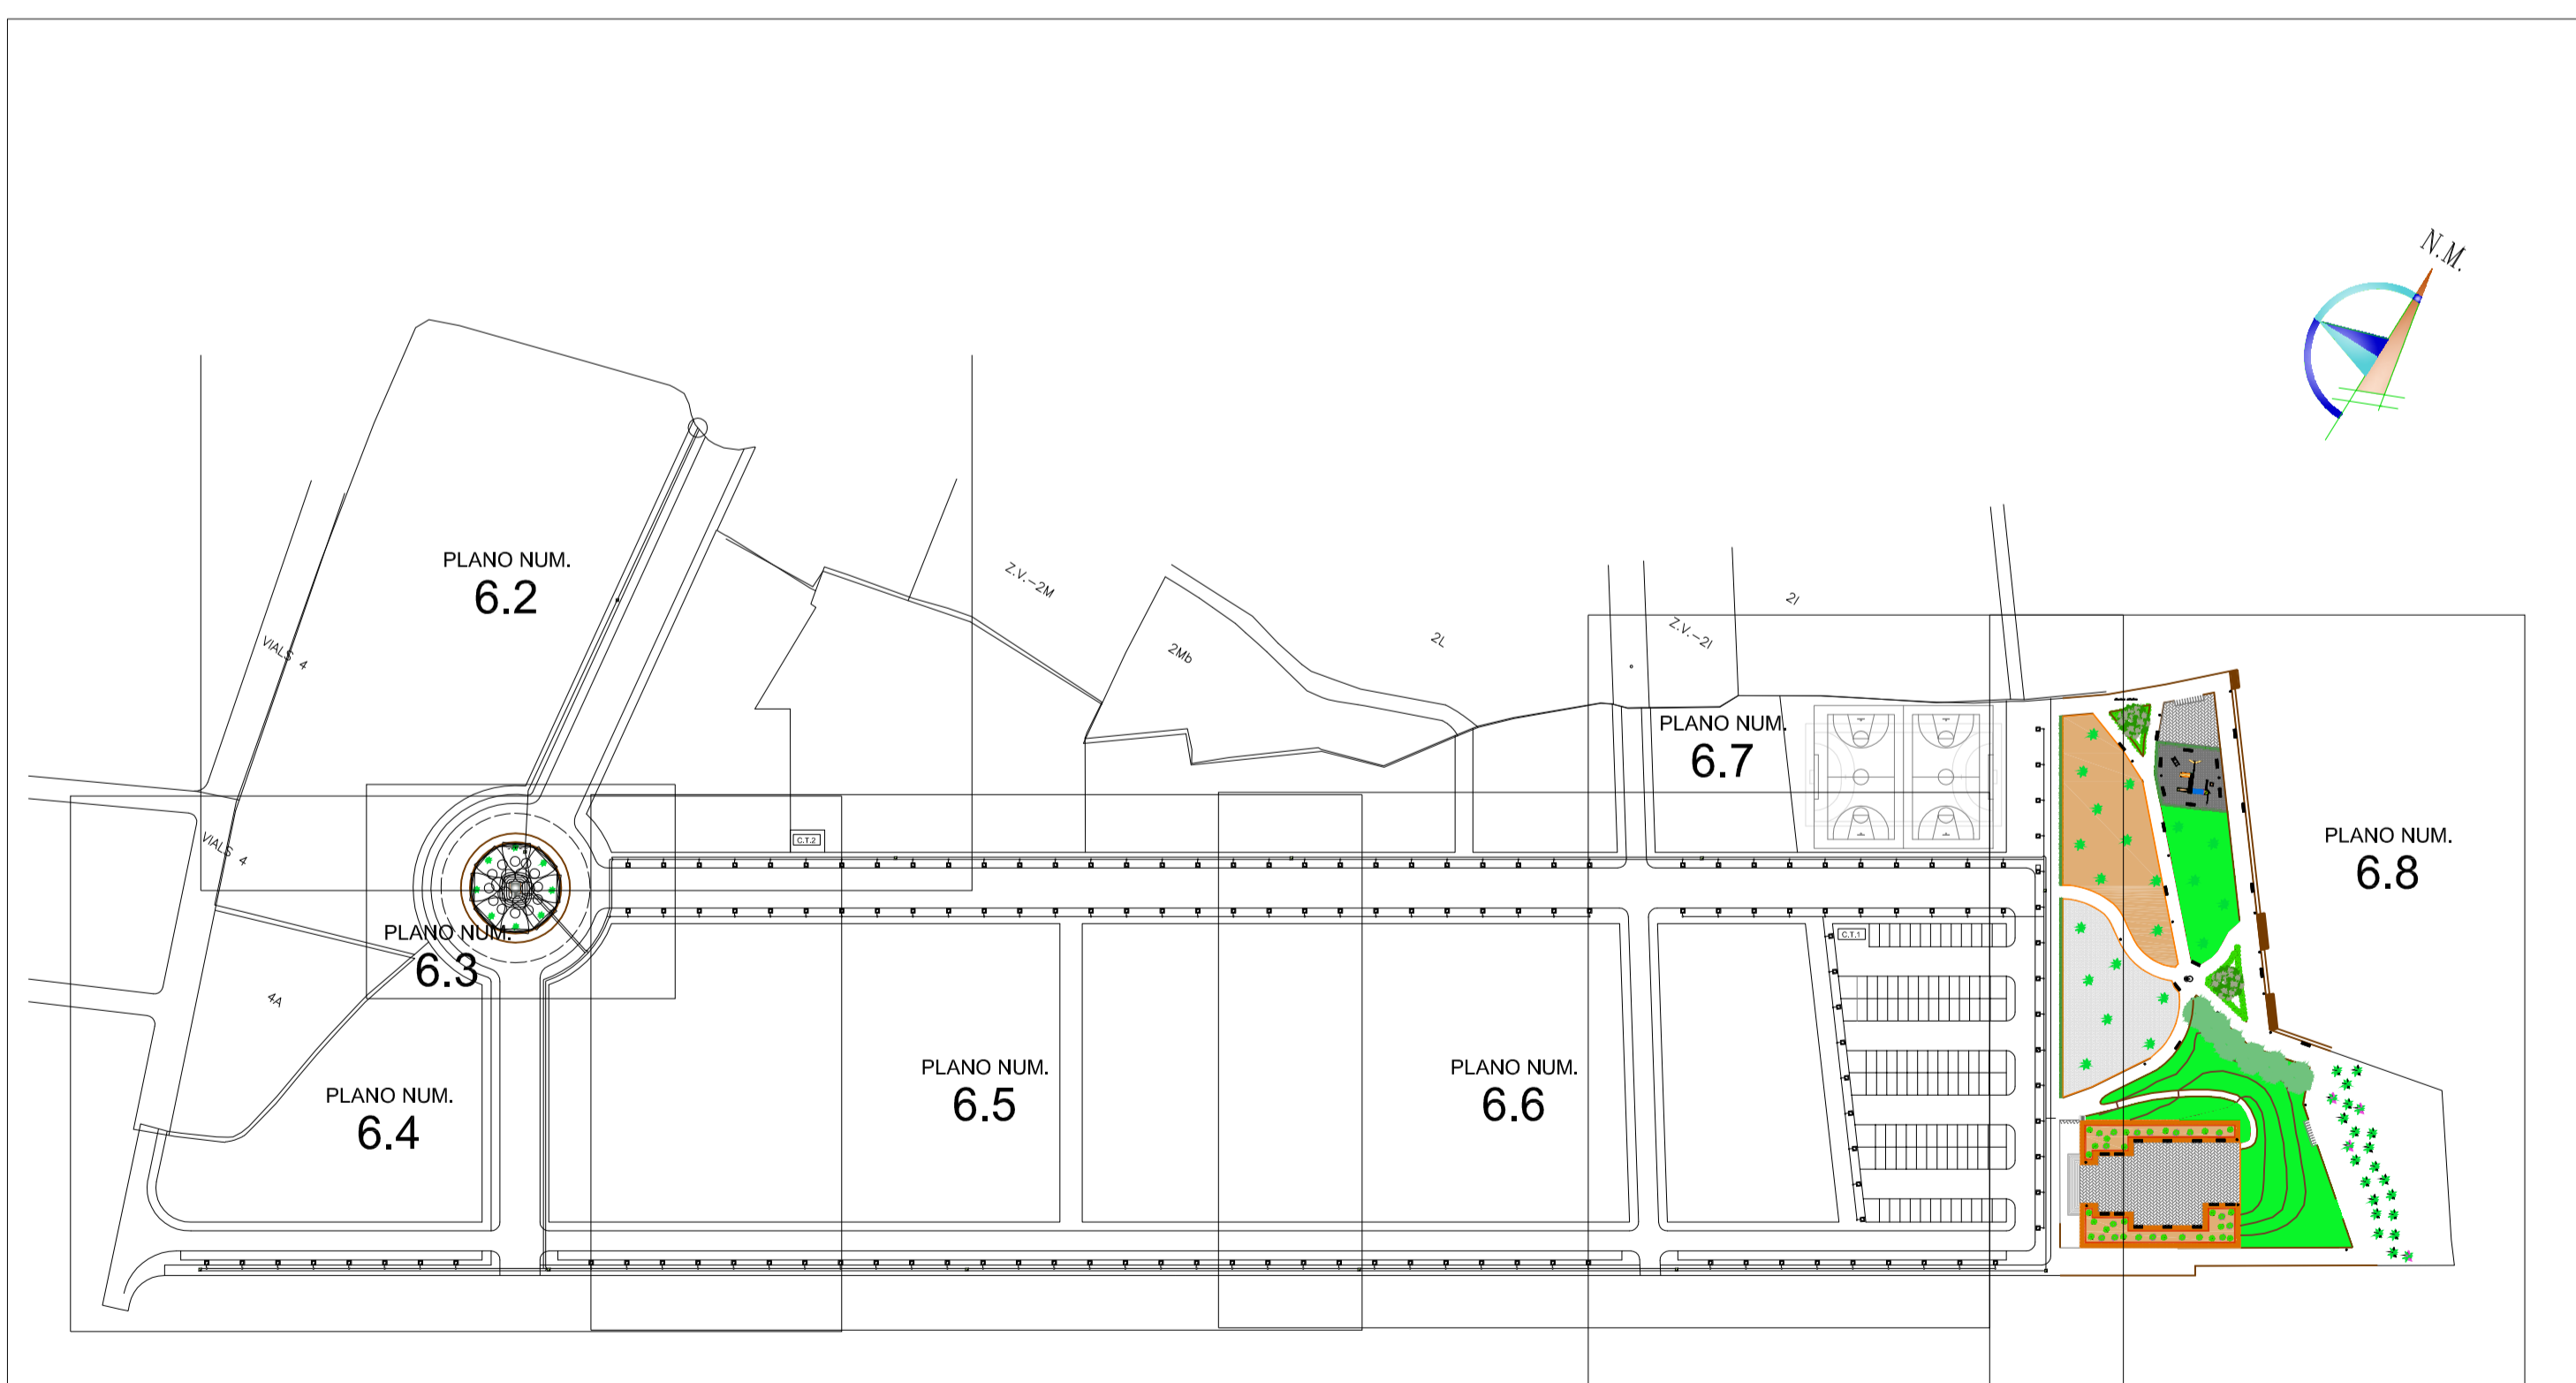 N.M.
PLANO NUM.
6.2
Z.V.-2M
2I
Z.V.-2I
2L
2Mb
VIALS 4
PLANO NUM.
6.7
VIALS 4
C.T.2
PLANO NUM.
6.8
PLANO NUM.
6.3
C.T.1
4A
PLANO NUM.
6.4
PLANO NUM.
6.5
PLANO NUM.
6.6